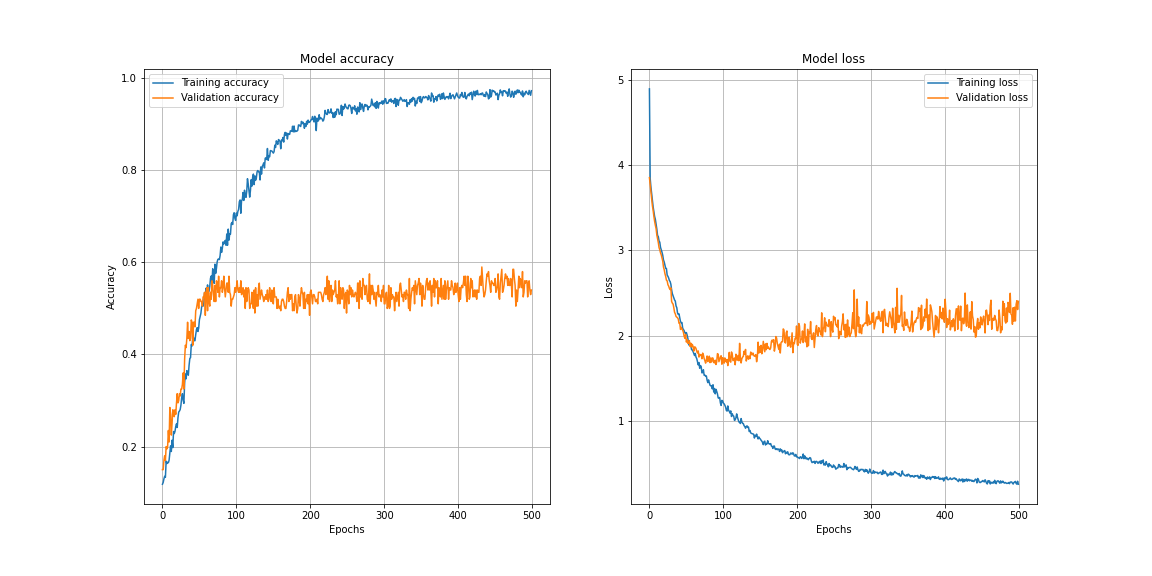 Model accuracy
Training accuracy
Validation accuracy
1.0
0.8
0.6
0.4
0.2
Accuracy
0 100 200 300 400 500
Epochs
Model loss
Training loss
Validation loss
5
4
3
2
1
Loss
0 100 200 300 400 500
Epochs